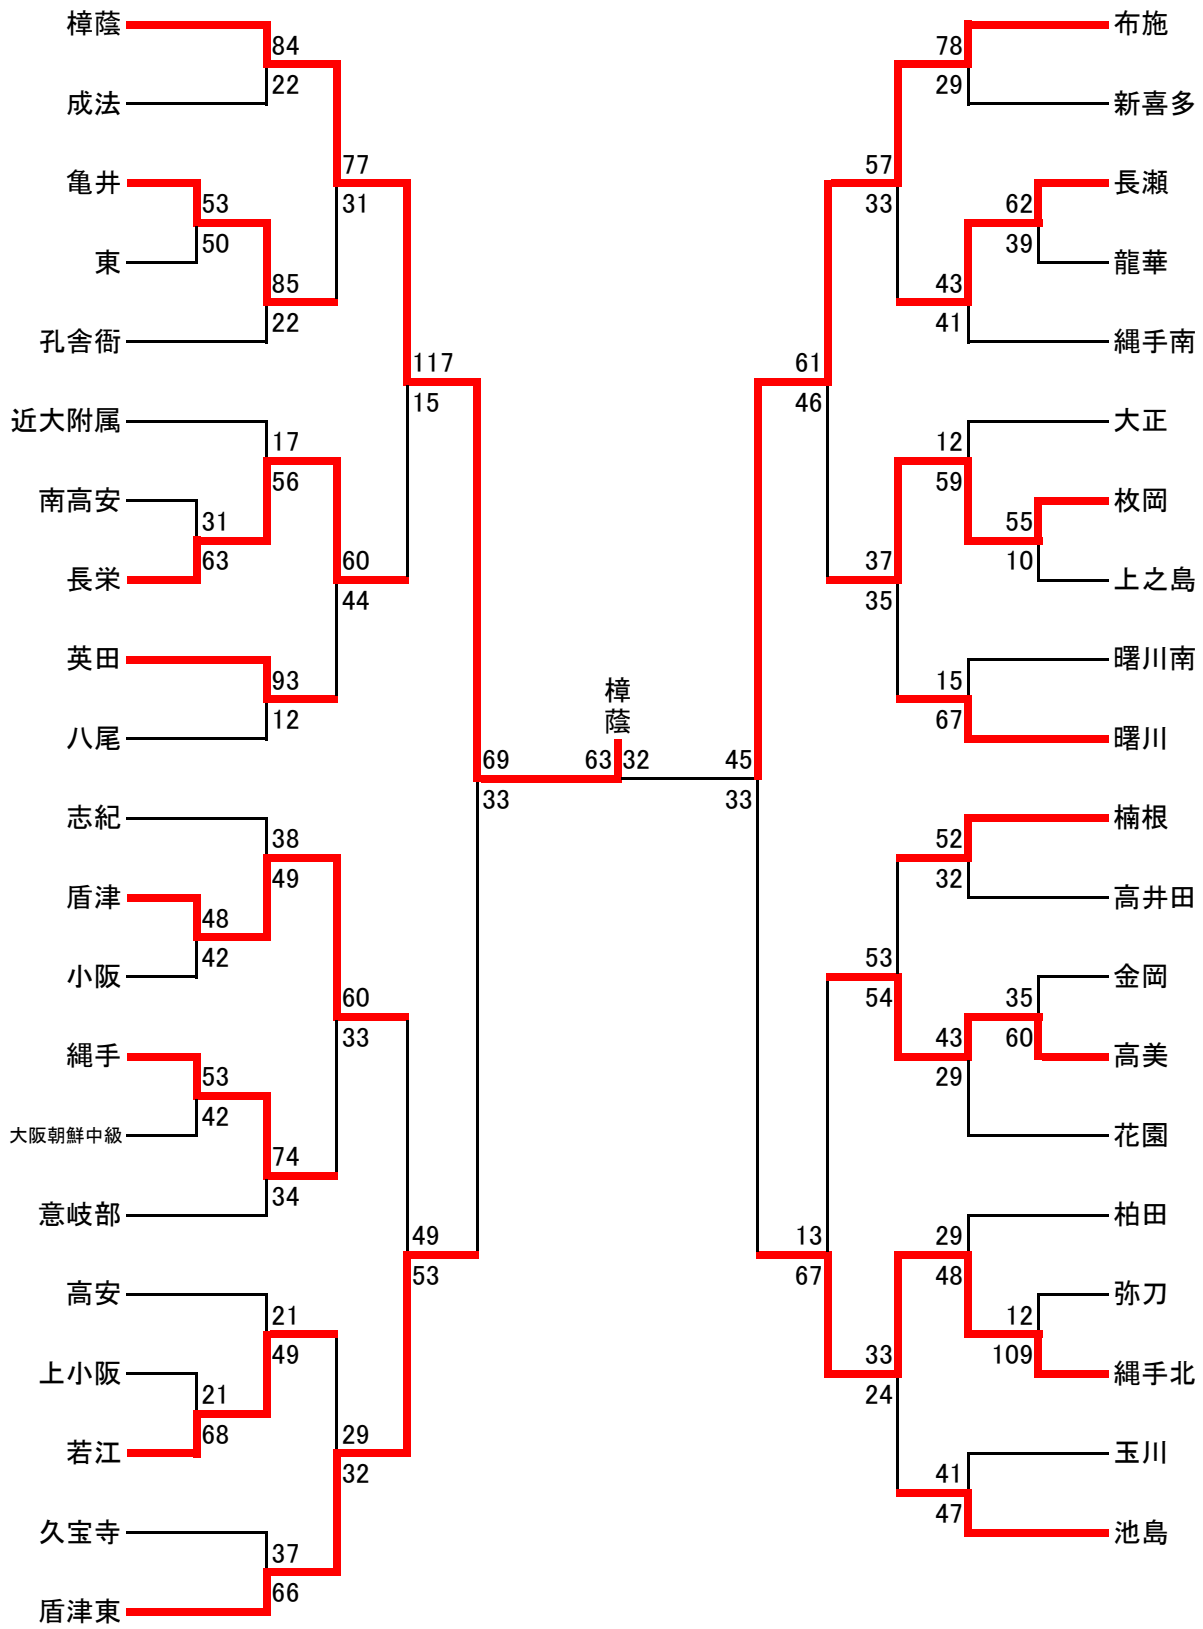 樟蔭
84
22
成法
77
31
亀井
53
50
東
85
22
孔舎衙
117
15
近大附属
17
56
南高安
31
63
長栄
60
44
英田
93
12
八尾
69
33
志紀
38
49
盾津
48
42
小阪
60
33
縄手
53
42
大阪朝鮮中級
74
34
意岐部
49
53
高安
21
49
上小阪
21
68
若江
29
32
久宝寺
37
66
盾津東
樟蔭
63 32
布施
78
29
新喜多
57
33
長瀬
62
39
龍華
43
41
縄手南
61
46
大正
12
59
枚岡
55
10
上之島
37
35
曙川南
15
67
曙川
45
33
楠根
52
32
高井田
53
54
金岡
35
60
高美
43
29
花園
13
67
柏田
29
48
弥刀
12
109
縄手北
33
24
玉川
41
47
池島